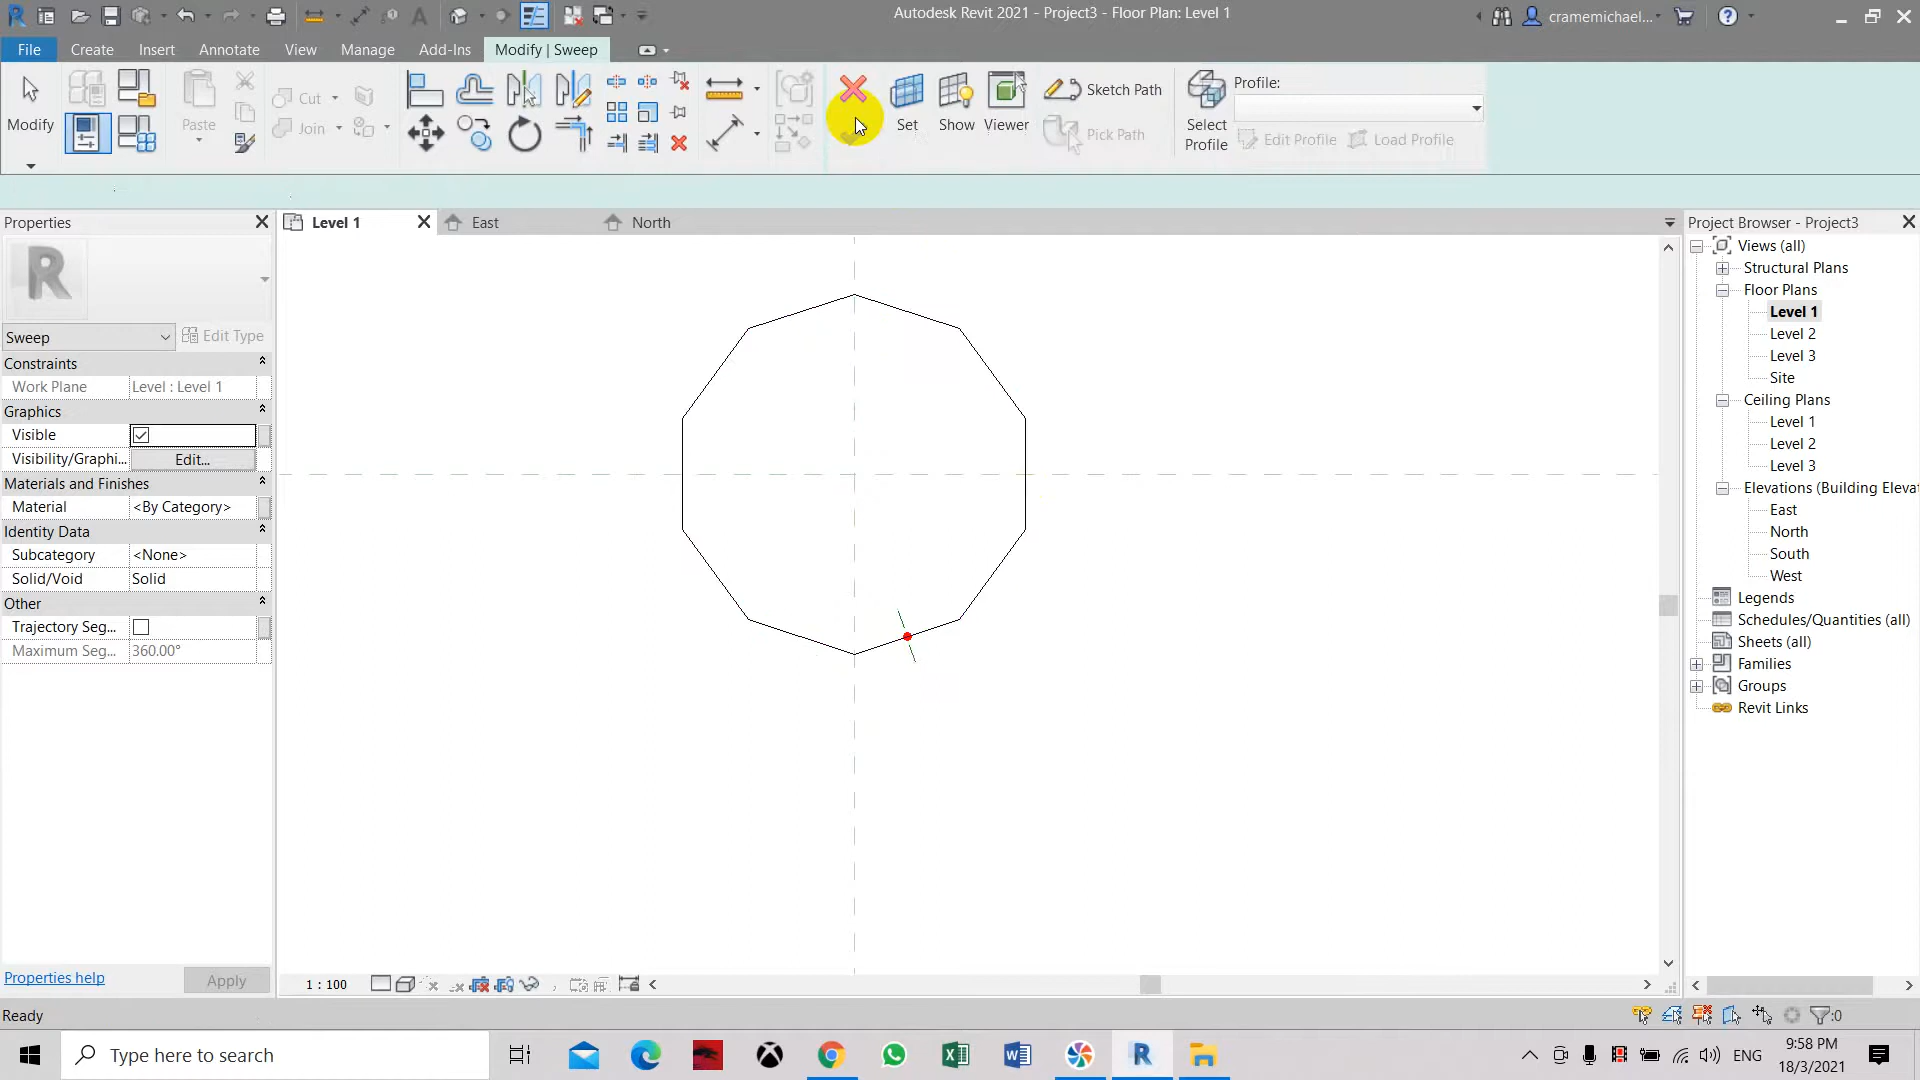 Autodesk Revit 2021 - Project3 - Floor Plan: Level 1
cramemichael...
File Create Insert Annotate View Manage Add-Ins Modify | Sweep
Modify
Paste
Cut
Join
Set Show Viewer
Sketch Path
Pick Path
Select
Profile
Profile:
Edit Profile Load Profile
Properties
Level 1 East North
Project Browser - Project3
Sweep Edit Type
Constraints
Work Plane Level : Level 1
Graphics
Visible
Visibility/Graphi... Edit...
Materials and Finishes
Material <By Category>
Identity Data
Subcategory <None>
Solid/Void Solid
Other
Trajectory Seg...
Maximum Seg... 360.00°
Properties help Apply
Views (all)
Structural Plans
Floor Plans
Level 1
Level 2
Level 3
Site
Ceiling Plans
Level 1
Level 2
Level 3
Elevations (Building Eleva
East
North
South
West
Legends
Schedules/Quantities (all)
Sheets (all)
Families
Groups
Revit Links
1 : 100
Ready
:0
Type here to search
ENG
9:58 PM
18/3/2021